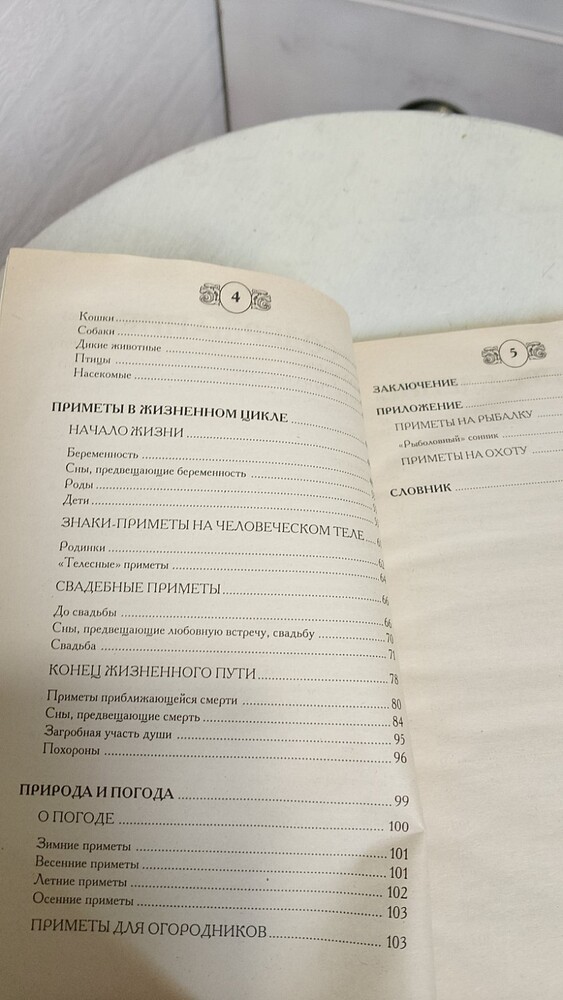 4
Кошки
Собаки
Дикие животные
Птицы
Насекомые
ПРИМЕТЫ В ЖИЗНЕННОМ ЦИКЛЕ
НАЧАЛО ЖИЗНИ
Беременность
Сны, предвещающие беременность
Роды
Дети
ЗНАКИ-ПРИМЕТЫ НА ЧЕЛОВЕЧЕСКОМ ТЕЛЕ
Родинки 62
«Телесные» приметы 64
СВАДЕБНЫЕ ПРИМЕТЫ 66
До свадьбы 66
Сны, предвещающие любовную встречу, свадьбу 70
Свадьба 71
КОНЕЦ ЖИЗНЕННОГО ПУТИ 78
Приметы приближающейся смерти 80
Сны, предвещающие смерть 84
Загробная участь души 95
Похороны 96
ПРИРОДА И ПОГОДА 99
О ПОГОДЕ 100
Зимние приметы 101
Весенние приметы 101
Летние приметы 102
Осенние приметы 103
ПРИМЕТЫ ДЛЯ ОГОРОДНИКОВ 103
5
ЗАКЛЮЧЕНИЕ
ПРИЛОЖЕНИЕ
ПРИМЕТЫ НА РЫБАЛКУ
«Рыболовный» сонник
ПРИМЕТЫ НА ОХОТУ
СЛОВНИК